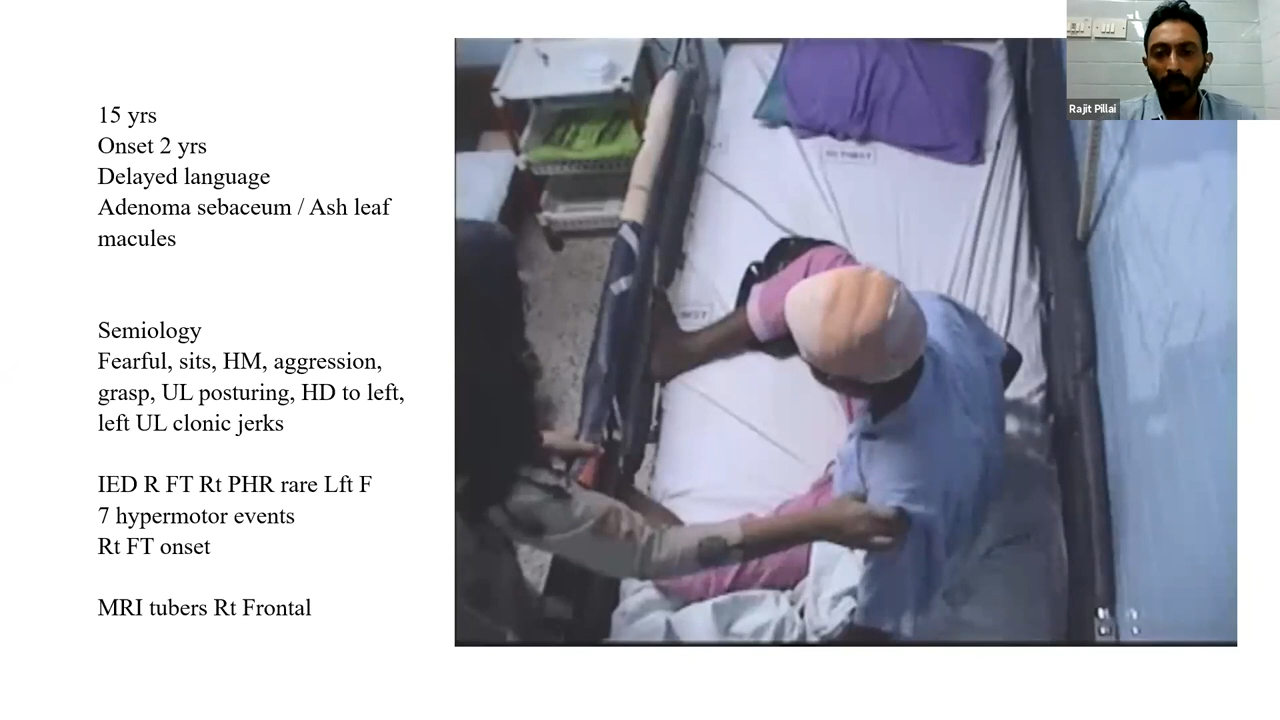 15 yrs
Onset 2 yrs
Delayed language
Adenoma sebaceum / Ash leaf
macules
Semiology
Fearful, sits, HM, aggression,
grasp, UL posturing, HD to left,
left UL clonic jerks
IED R FT Rt PHR rare Lft F
7 hypermotor events
Rt FT onset
MRI tubers Rt Frontal
Rajit Pillai